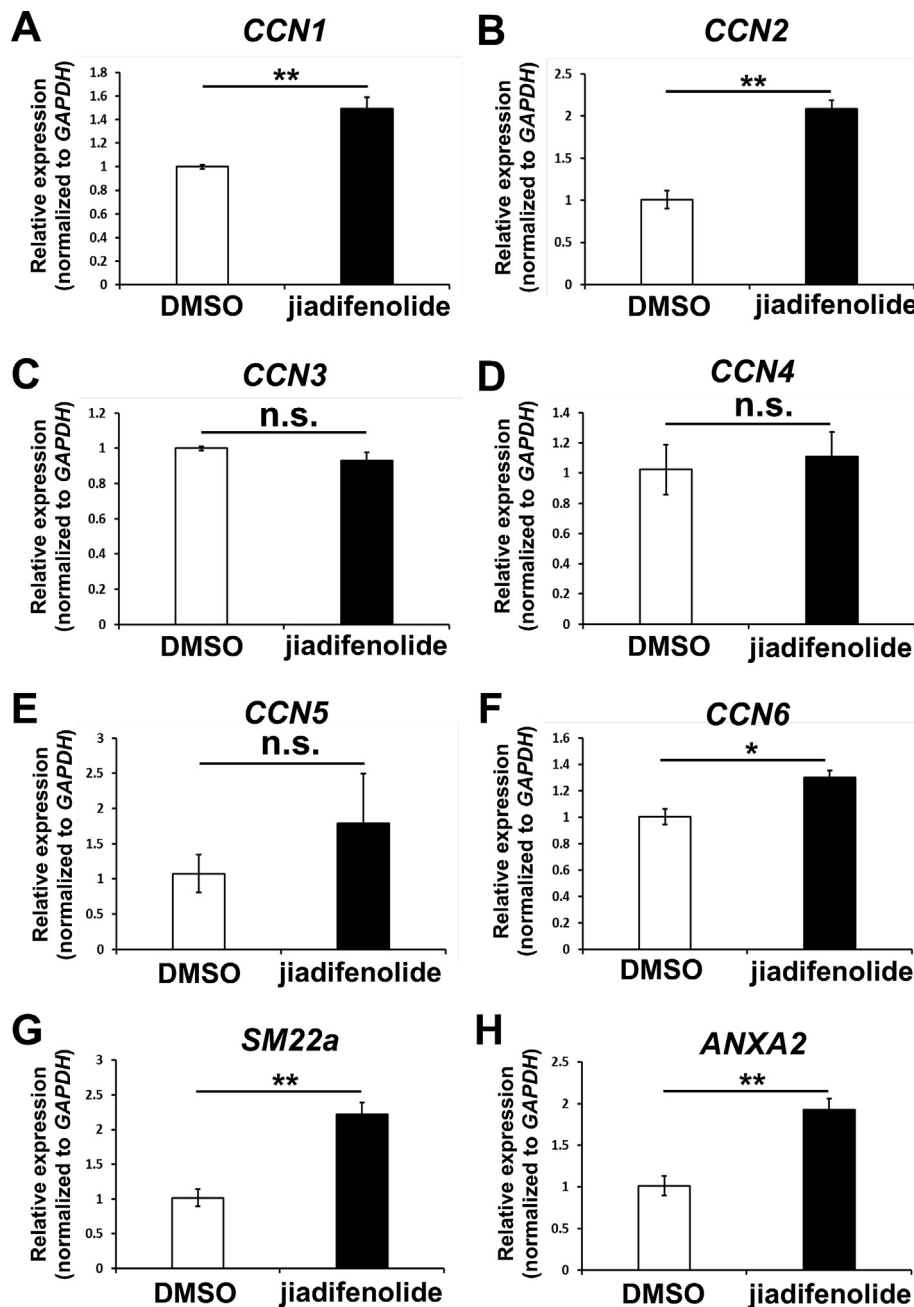 A
CCN1
Relative expression
(normalized to GAPDH)
1.8
1.6
1.4
1.2
1
0.8
0.6
0.4
0.2
0
**
DMSO
jiadifenolide
B
CCN2
Relative expression
(normalized to GAPDH)
2.5
2
1.5
1
0.5
0
**
DMSO
jiadifenolide
C
CCN3
Relative expression
(normalized to GAPDH)
1.2
1
0.8
0.6
0.4
0.2
0
n.s.
DMSO
jiadifenolide
D
CCN4
Relative expression
(normalized to GAPDH)
1.4
1.2
1
0.8
0.6
0.4
0.2
0
n.s.
DMSO
jiadifenolide
E
CCN5
Relative expression
(normalized to GAPDH)
3
2.5
2
1.5
1
0.5
0
n.s.
DMSO
jiadifenolide
F
CCN6
Relative expression
(normalized to GAPDH)
1.6
1.4
1.2
1
0.8
0.6
0.4
0.2
0
*
DMSO
jiadifenolide
G
SM22a
Relative expression
(normalized to GAPDH)
3
2.5
2
1.5
1
0.5
0
**
DMSO
jiadifenolide
H
ANXA2
Relative expression
(normalized to GAPDH)
2.5
2
1.5
1
0.5
0
**
DMSO
jiadifenolide